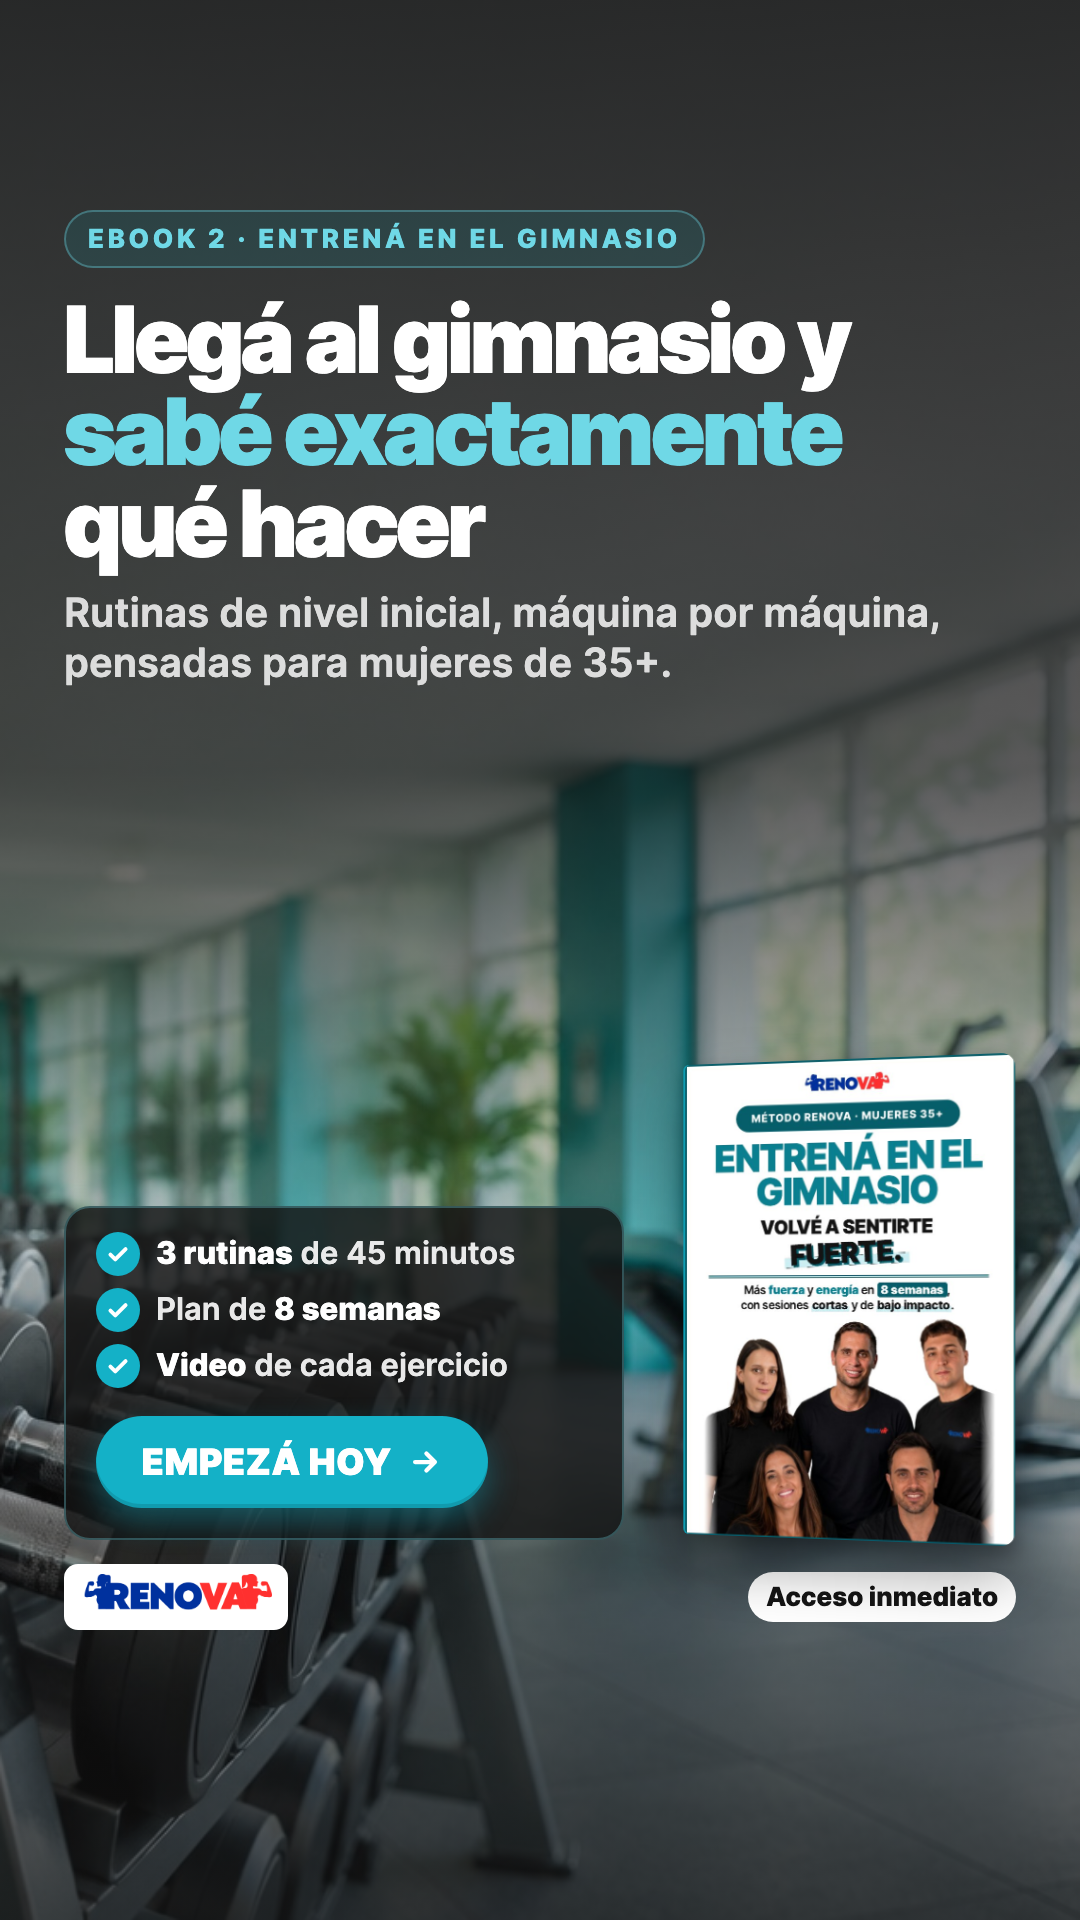 EBOOK 2 · ENTRENÁ EN EL GIMNASIO
Llegá al gimnasio y
sabé exactamente
qué hacer
Rutinas de nivel inicial, máquina por máquina,
pensadas para mujeres de 35+.
3 rutinas de 45 minutos
Plan de 8 semanas
Video de cada ejercicio
EMPEZÁ HOY →
RENOVA
RENOVA
MÉTODO RENOVA · MUJERES 35+
ENTRENÁ EN EL
GIMNASIO
VOLVÉ A SENTIRTE
FUERTE.
Más fuerza y energía en 8 semanas,
con sesiones cortas y de bajo impacto.
Acceso inmediato